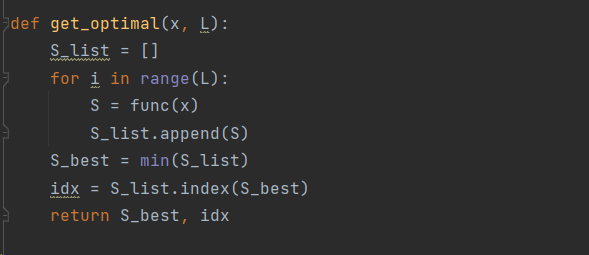 def get_optimal(x, L):
    S_list = []
    for i in range(L):
        S = func(x)
        S_list.append(S)
    S_best = min(S_list)
    idx = S_list.index(S_best)
    return S_best, idx